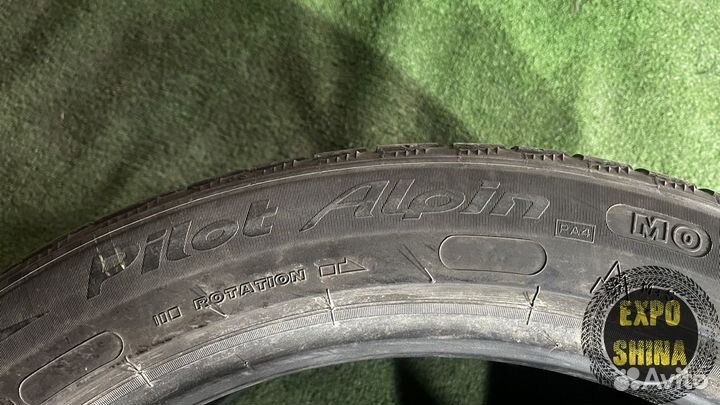 Pilot Alpin PA4 MO
ROTATION
EXPO
SHINA
Avito